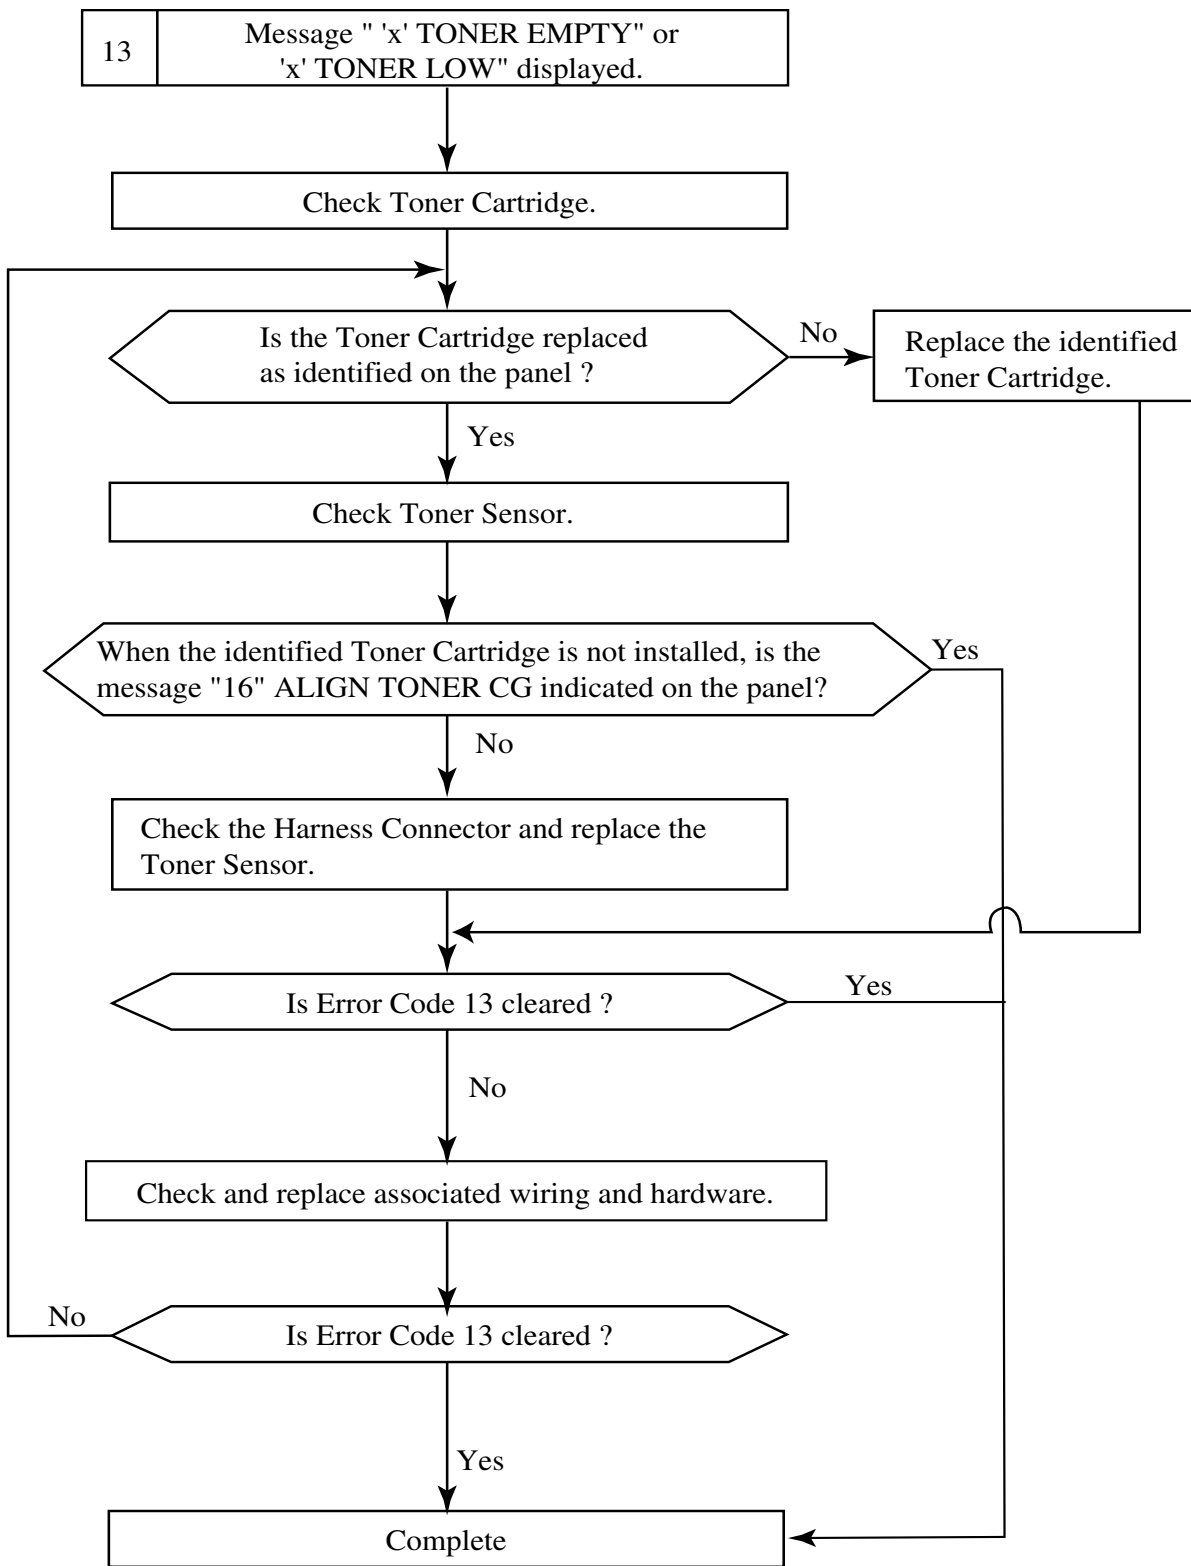 13
Message " 'x' TONER EMPTY" or
'x' TONER LOW" displayed.
Check Toner Cartridge.
Is the Toner Cartridge replaced
as identified on the panel ?
No
Replace the identified
Toner Cartridge.
Yes
Check Toner Sensor.
When the identified Toner Cartridge is not installed, is the
message "16" ALIGN TONER CG indicated on the panel?
Yes
No
Check the Harness Connector and replace the
Toner Sensor.
Is Error Code 13 cleared ?
Yes
No
Check and replace associated wiring and hardware.
No
Is Error Code 13 cleared ?
Yes
Complete